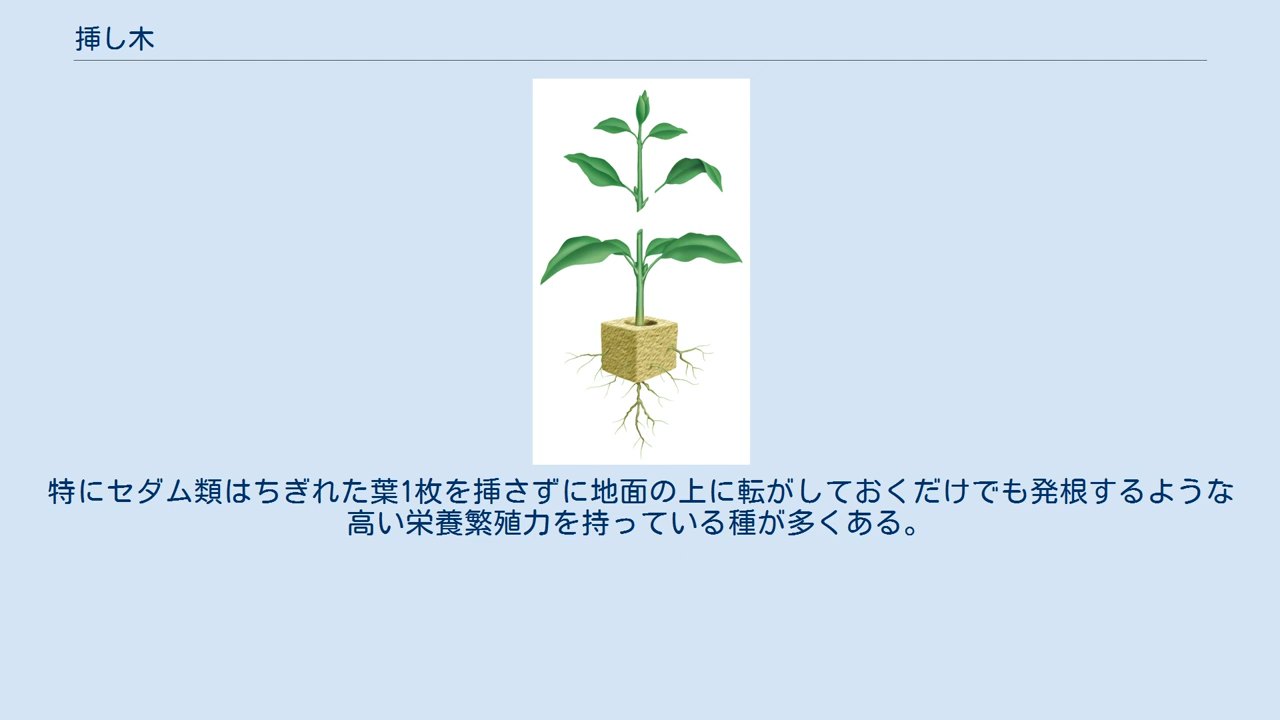 挿し木
特にセダム類はちぎれた葉1枚を挿さずに地面の上に転がしておくだけでも発根するような
高い栄養繁殖力を持っている種が多くある。